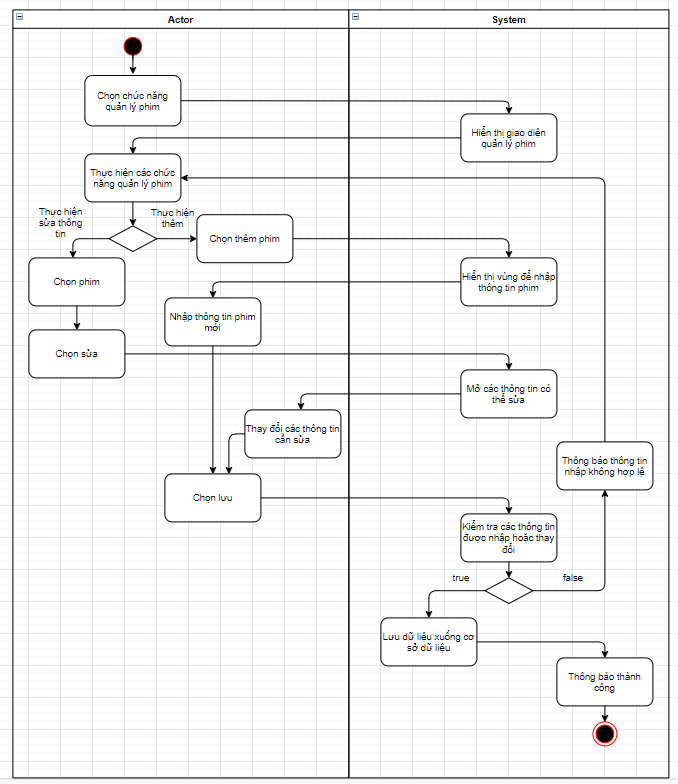 Actor
System
Chọn chức năng
quản lý phim
Hiển thị giao diện
quản lý phim
Thực hiện các chức
năng quản lý phim
Thực hiện
sửa thông
tin
Thực hiện
thêm
Chọn thêm phim
Chọn phim
Hiển thị vùng để nhập
thông tin phim
Nhập thông tin phim
mới
Chọn sửa
Mở các thông tin có
thể sửa
Thay đổi các thông tin
cần sửa
Thông báo thông tin
nhập không hợp lệ
Chọn lưu
Kiểm tra các thông tin
được nhập hoặc thay
đổi
true
false
Lưu dữ liệu xuống cơ
sở dữ liệu
Thông báo thành
công